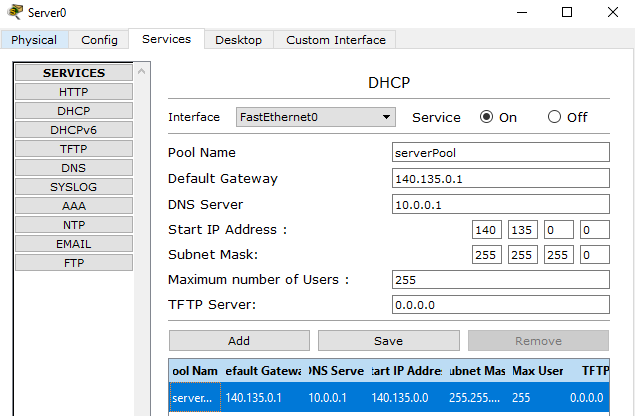 Server0
Physical Config Services Desktop Custom Interface
SERVICES
HTTP
DHCP
DHCPv6
TFTP
DNS
SYSLOG
AAA
NTP
EMAIL
FTP
DHCP
Interface FastEthernet0 Service On Off
Pool Name serverPool
Default Gateway 140.135.0.1
DNS Server 10.0.0.1
Start IP Address : 140 135 0 0
Subnet Mask: 255 255 255 0
Maximum number of Users : 255
TFTP Server: 0.0.0.0
Add Save Remove
ool Nam efault Gatewa DNS Serve tart IP Addres ubnet Mas Max User TFTP
server... 140.135.0.1 10.0.0.1 140.135.0.0 255.255.... 255 0.0.0.0